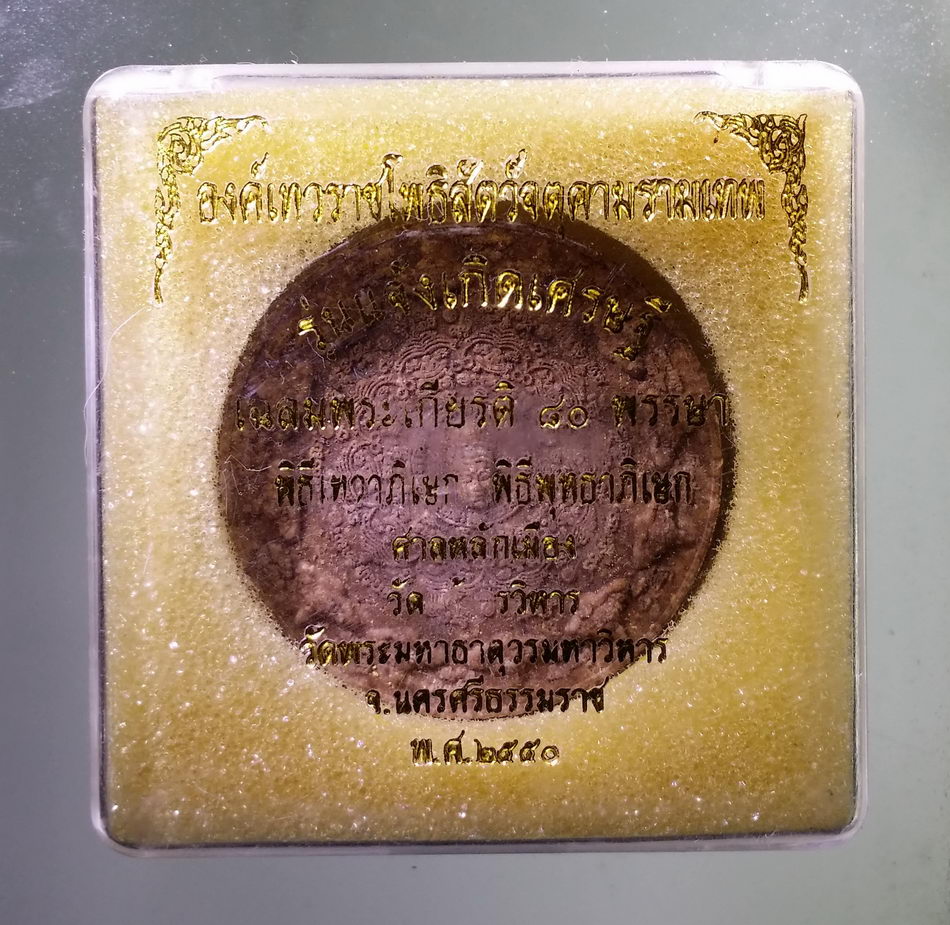 องค์เทวราชโพธิสัตว์จตุคามรามเทพ
รุ่นแจ้งเกิดเศรษฐี
เฉลิมพระเกียรติ ๘๐ พรรษา
พิธีเทวาภิเษก พิธีพุทธาภิเษก
ศาลหลักเมือง
วัด รวิหาร
วัดพระมหาธาตุวรมหาวิหาร
จ.นครศรีธรรมราช
พ.ศ.๒๕๕๐